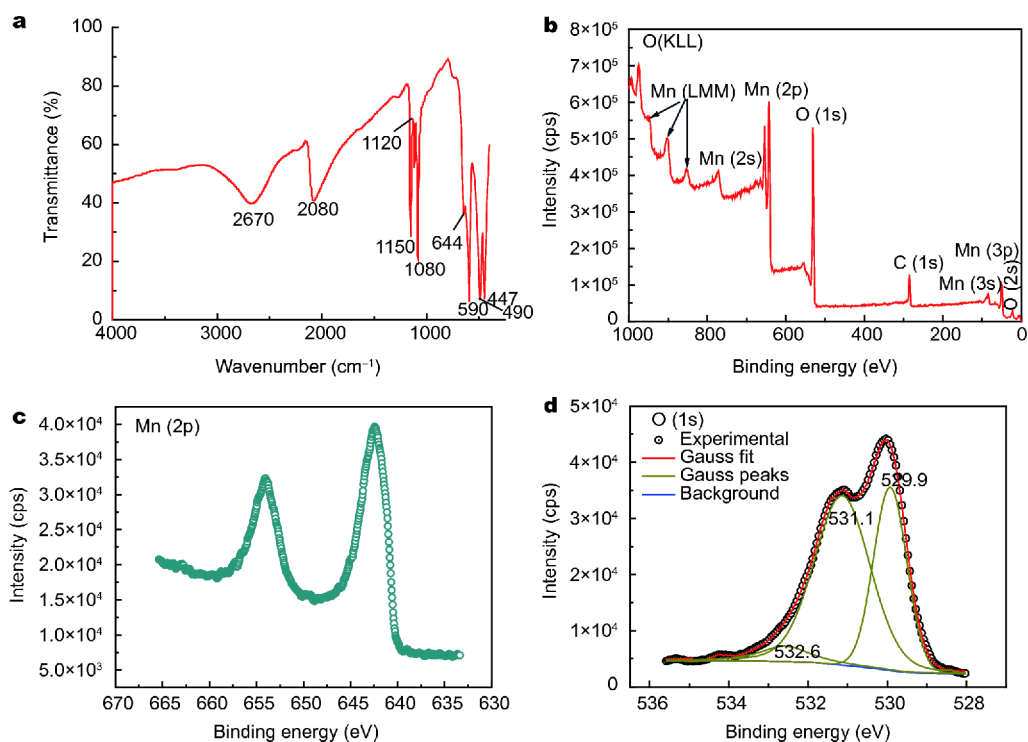 a
100
80
60
40
20
0
Transmittance (%)
4000
3000
2000
1000
Wavenumber (cm⁻¹)
2670
2080
1120
1150
1080
644
590
447
490
b
8×10⁵
7×10⁵
6×10⁵
5×10⁵
4×10⁵
3×10⁵
2×10⁵
1×10⁵
0
Intensity (cps)
O(KLL)
Mn (LMM)
Mn (2p)
O (1s)
Mn (2s)
C (1s)
Mn (3p)
Mn (3s)
O (2s)
1000
800
600
400
200
0
Binding energy (eV)
c
Mn (2p)
4.0×10⁴
3.5×10⁴
3.0×10⁴
2.5×10⁴
2.0×10⁴
1.5×10⁴
1.0×10⁴
5.0×10³
Intensity (cps)
670
665
660
655
650
645
640
635
630
Binding energy (eV)
d
O (1s)
Experimental
Gauss fit
Gauss peaks
Background
5×10⁴
4×10⁴
3×10⁴
2×10⁴
1×10⁴
0
Intensity (cps)
529.9
531.1
532.6
536
534
532
530
528
Binding energy (eV)